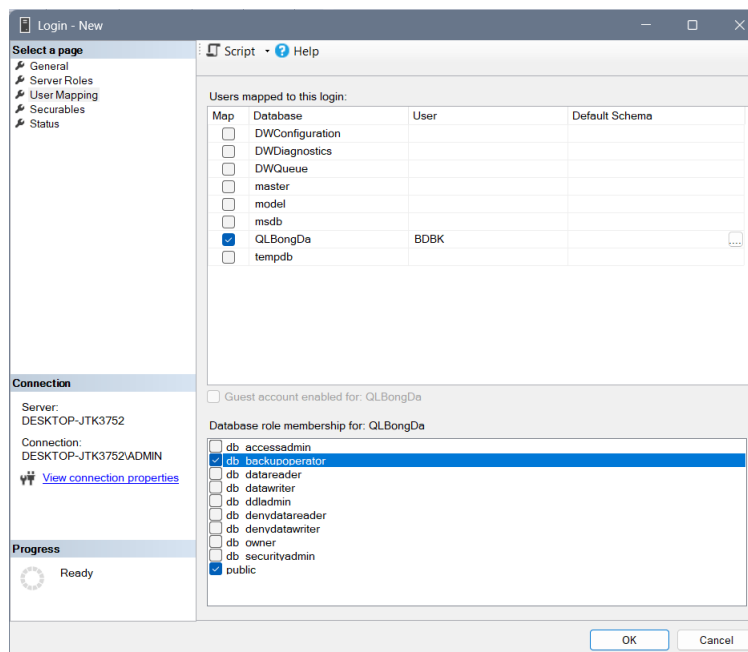 Login - New
Select a page
General
Server Roles
User Mapping
Securables
Status
Script Help
Users mapped to this login:
Map Database User Default Schema
DWConfiguration
DWDiagnostics
DWQueue
master
model
msdb
QLBongDa BDBK ...
tempdb
Guest account enabled for: QLBongDa
Database role membership for: QLBongDa
db_accessadmin
db_backupoperator
db_datareader
db_datawriter
db_ddladmin
db_denydatareader
db_denydatawriter
db_owner
db_securityadmin
public
Connection
Server:
DESKTOP-JTK3752
Connection:
DESKTOP-JTK3752\ADMIN
View connection properties
Progress
Ready
OK Cancel